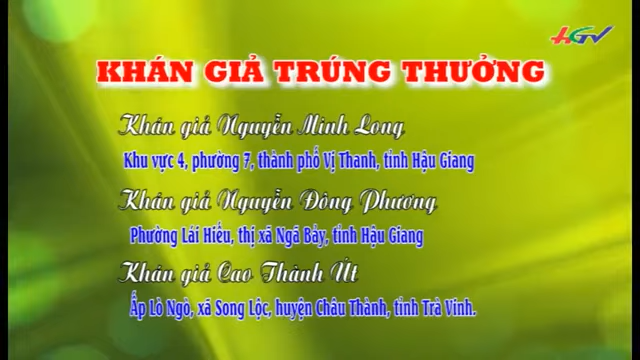 HGV
KHÁN GIẢ TRÚNG THƯỞNG
Khán giả Nguyễn Minh Long
Khu vực 4, phường 7, thành phố Vị Thanh, tỉnh Hậu Giang
Khán giả Nguyễn Đông Phương
Phường Lái Hiếu, thị xã Ngã Bảy, tỉnh Hậu Giang
Khán giả Cao Thành Út
Ấp Lò Ngò, xã Song Lộc, huyện Châu Thành, tỉnh Trà Vinh.